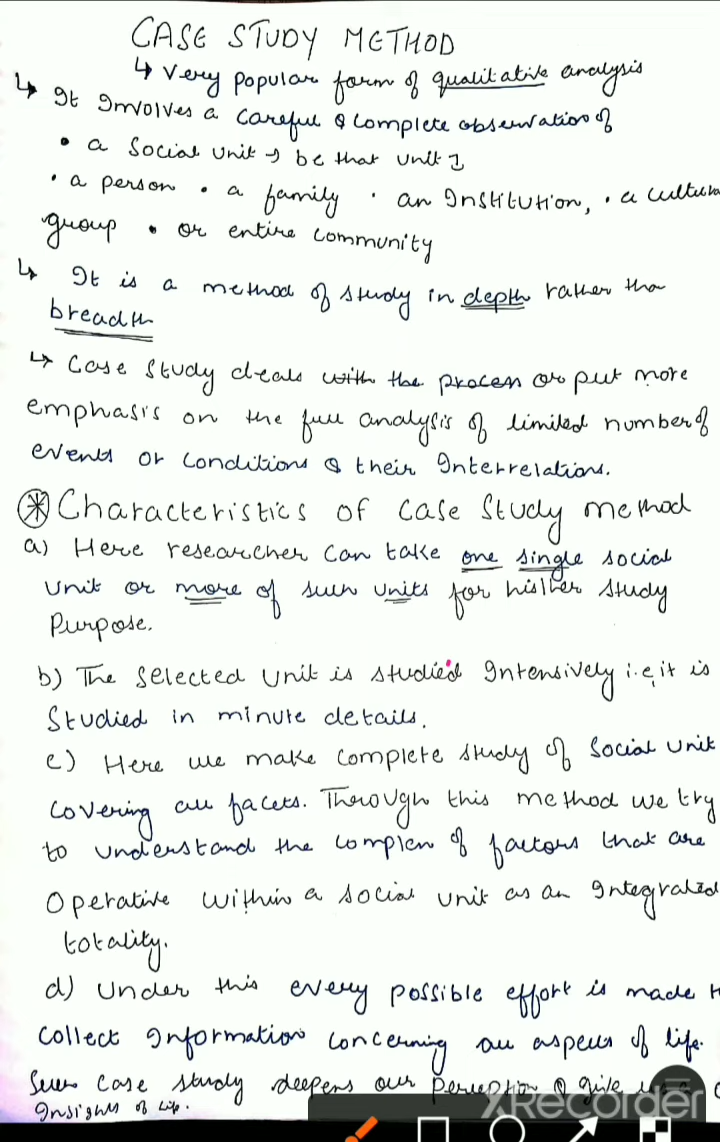 CASE STUDY METHOD
↳ Very popular form of qualitative analysis
↳ It Involves a careful & complete observation of
• a Social unit → be that unit I
• a person • a family • an Institution, • a cultura
group • or entire community
↳ It is a method of study in depth rather tha
breadth
↳ Case Study deals with the process or put more
emphasis on the full analysis of limited number of
events or conditions & their Interrelations.
* Characteristics of case Study method
a) Here researcher can take one single social
unit or more of such units for his/her study
Purpose.
b) The Selected unit is studied Intensively i.e, it is
Studied in minute details.
c) Here we make complete study of Social unit
covering all facets. Through this method we try
to understand the complex of factors that are
Operative within a social unit as an Integrated
totality.
d) Under this every possible effort is made t
collect Information concerning all aspects of life.
Such case study deepens our Perception & give us a
Insights of life.
XRecorder